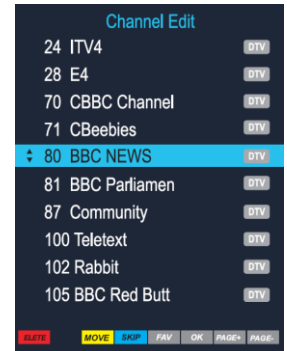 Channel Edit
24 ITV4 DTV
28 E4 DTV
70 CBBC Channel DTV
71 CBeebies DTV
80 BBC NEWS DTV
81 BBC Parliamen DTV
87 Community DTV
100 Teletext DTV
102 Rabbit DTV
105 BBC Red Butt DTV
ELETE MOVE SKIP FAV OK PAGE+ PAGE-